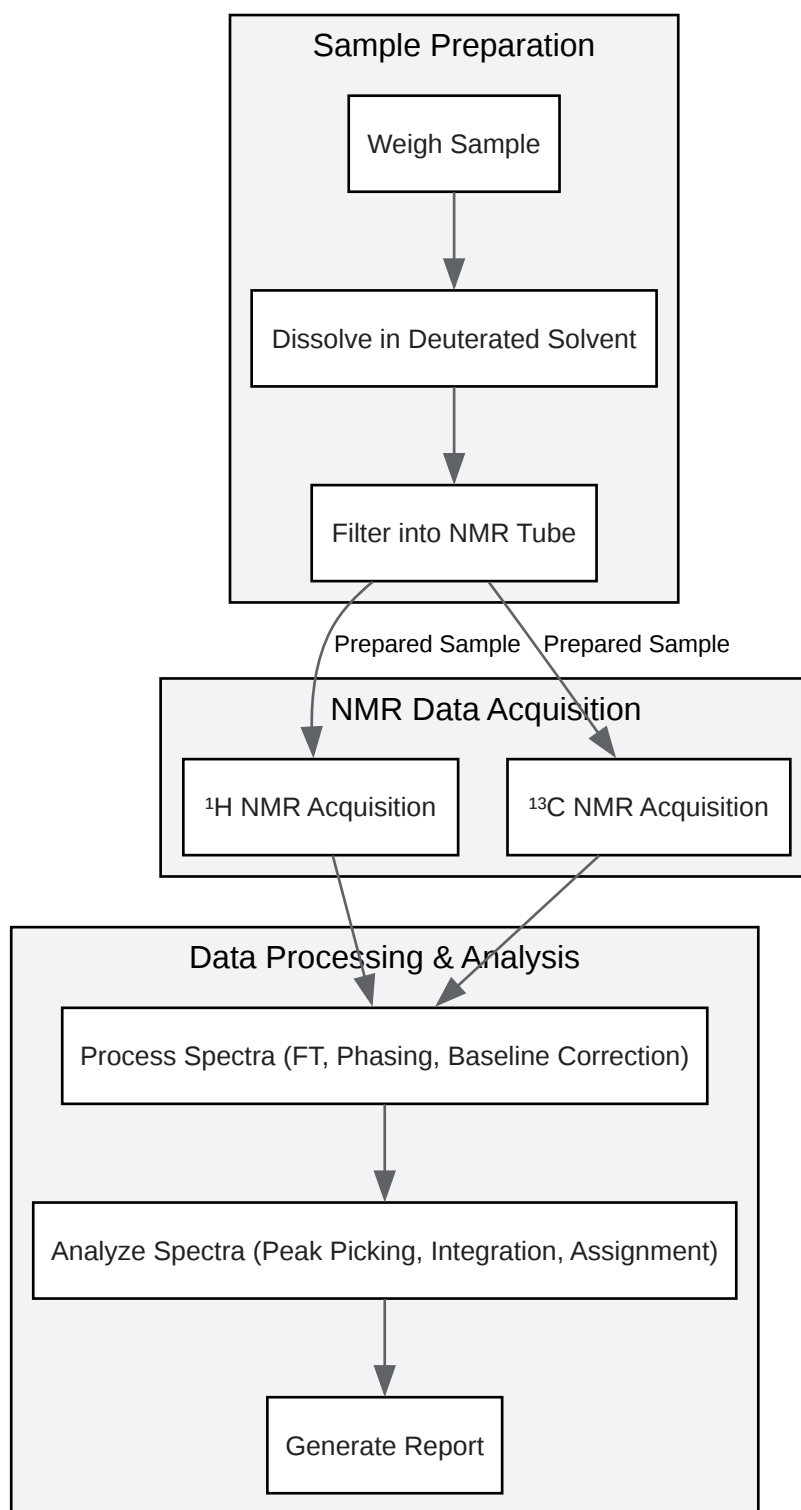 Sample Preparation
Weigh Sample
Dissolve in Deuterated Solvent
Filter into NMR Tube
Prepared Sample
Prepared Sample
NMR Data Acquisition
¹H NMR Acquisition
¹³C NMR Acquisition
Data Processing & Analysis
Process Spectra (FT, Phasing, Baseline Correction)
Analyze Spectra (Peak Picking, Integration, Assignment)
Generate Report